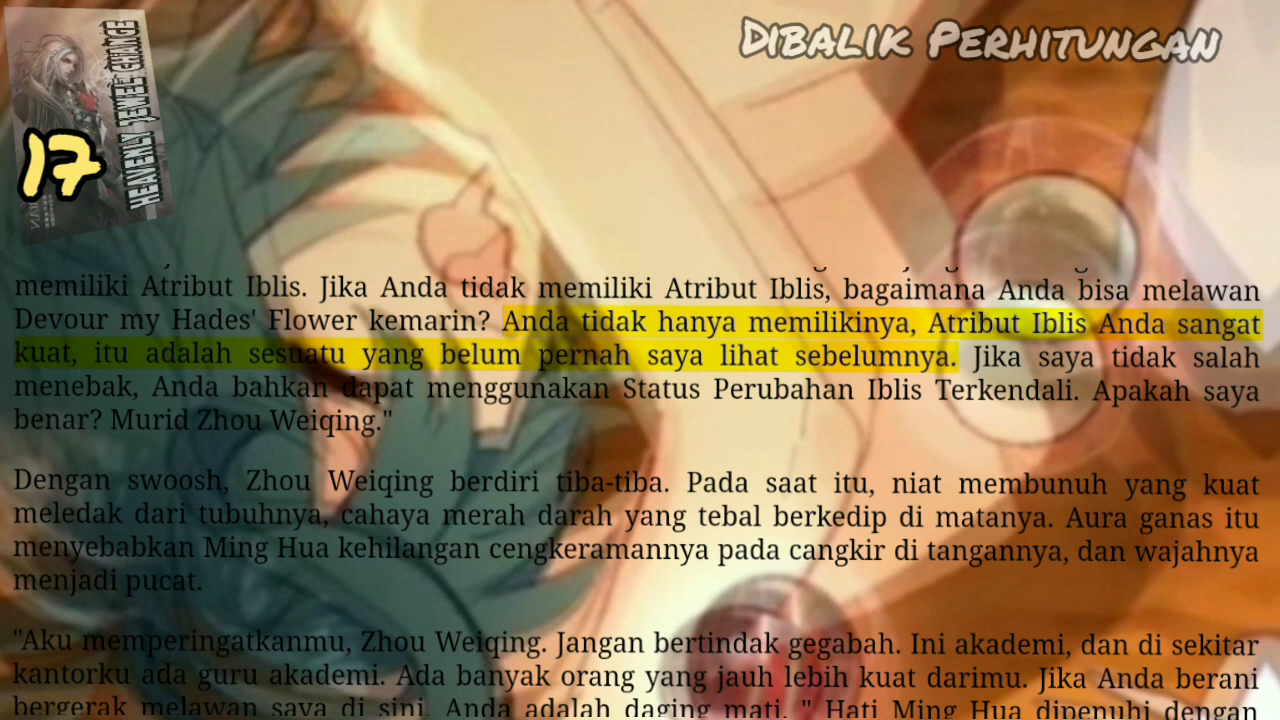 DIBALIK PERHITUNGAN
HEAVENLY JEWEL CHANGE
17
memiliki Atribut Iblis. Jika Anda tidak memiliki Atribut Iblis, bagaimana Anda bisa melawan
Devour my Hades' Flower kemarin? Anda tidak hanya memilikinya, Atribut Iblis Anda sangat
kuat, itu adalah sesuatu yang belum pernah saya lihat sebelumnya. Jika saya tidak salah
menebak, Anda bahkan dapat menggunakan Status Perubahan Iblis Terkendali. Apakah saya
benar? Murid Zhou Weiqing."
Dengan swoosh, Zhou Weiqing berdiri tiba-tiba. Pada saat itu, niat membunuh yang kuat
meledak dari tubuhnya, cahaya merah darah yang tebal berkedip di matanya. Aura ganas itu
menyebabkan Ming Hua kehilangan cengkeramannya pada cangkir di tangannya, dan wajahnya
menjadi pucat.
"Aku memperingatkanmu, Zhou Weiqing. Jangan bertindak gegabah. Ini akademi, dan di sekitar
kantorku ada guru akademi. Ada banyak orang yang jauh lebih kuat darimu. Jika Anda berani
bergerak melawan saya di sini, Anda adalah daging mati. " Hati Ming Hua dipenuhi dengan